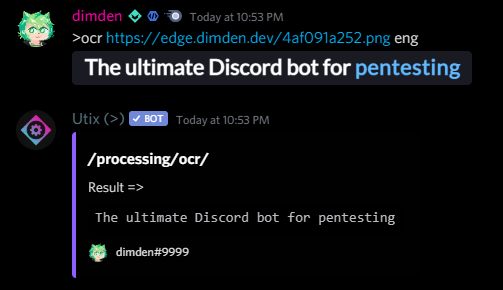 dimden Today at 10:53 PM
>ocr https://edge.dimden.dev/4af091a252.png eng
The ultimate Discord bot for pentesting
Utix (>) ✓ BOT Today at 10:53 PM
/processing/ocr/
Result =>
The ultimate Discord bot for pentesting
dimden#9999